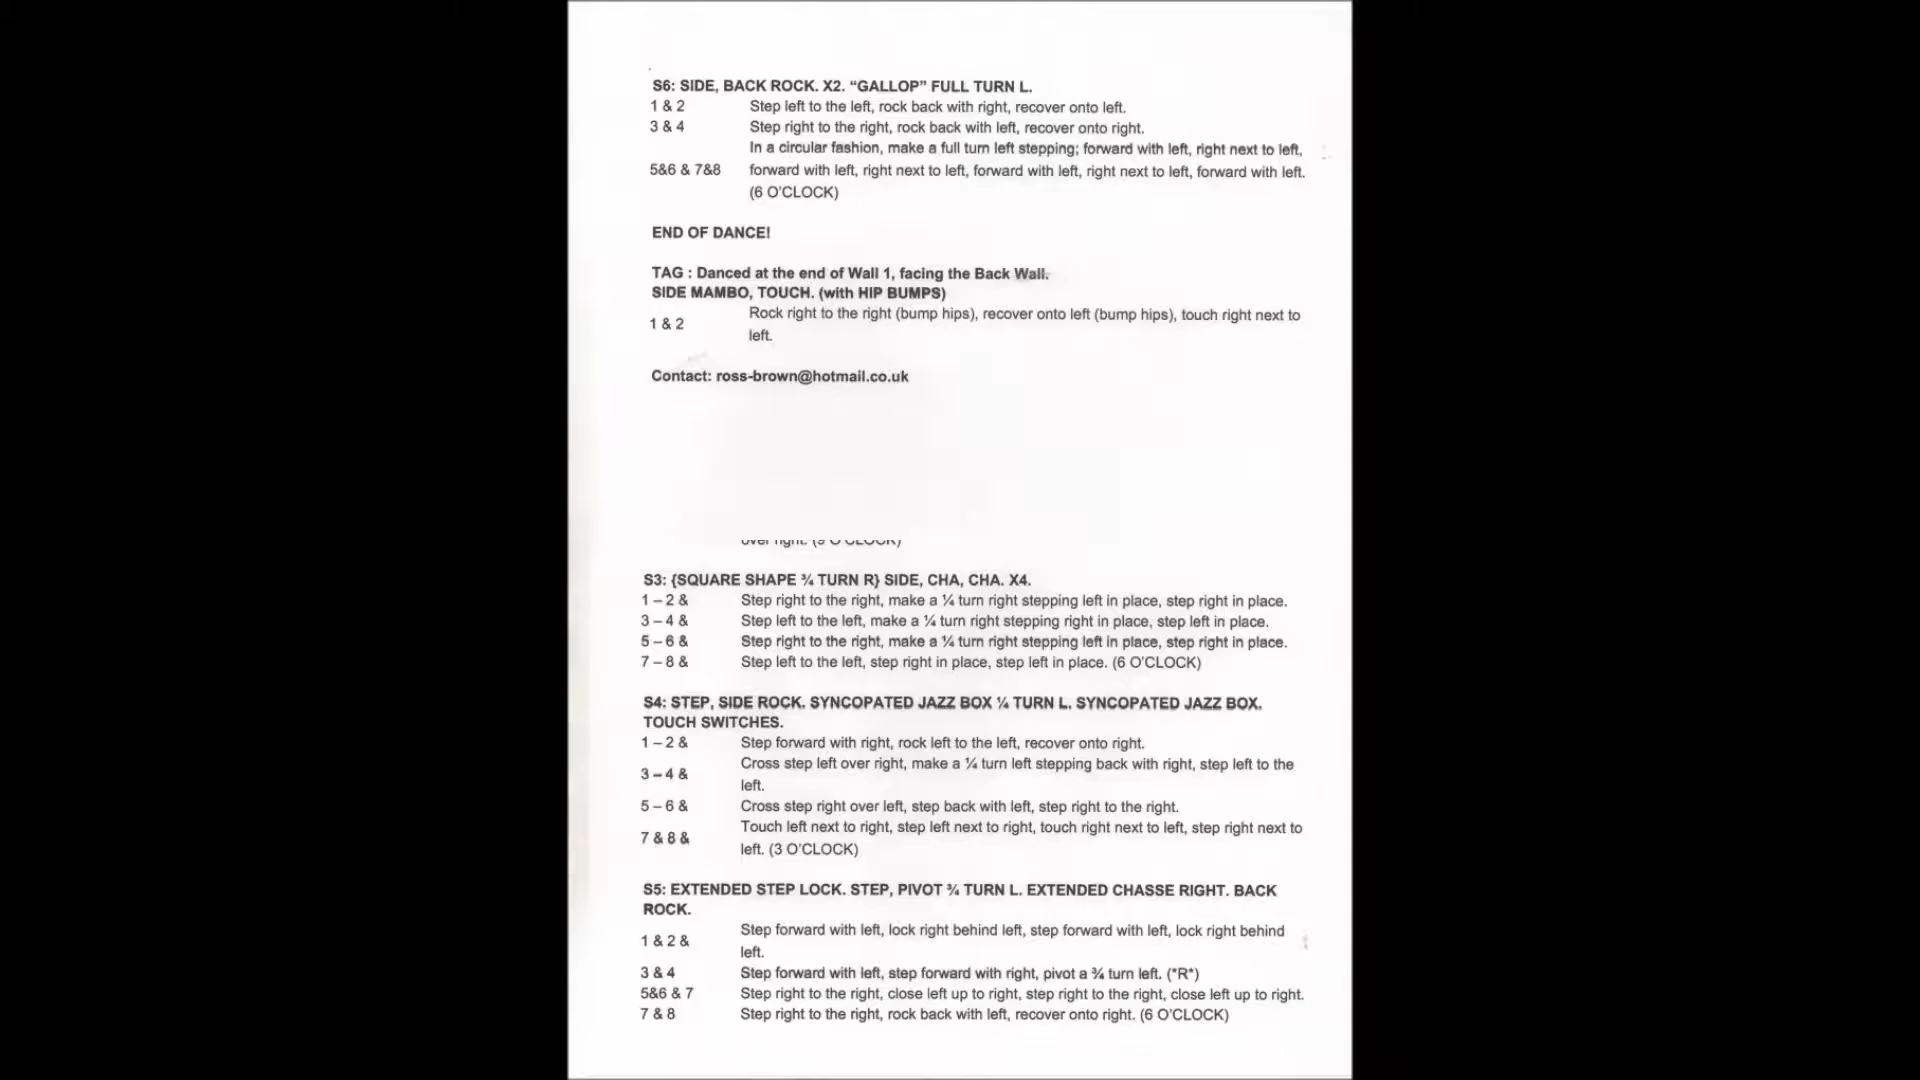 S6: SIDE, BACK ROCK. X2. “GALLOP” FULL TURN L.
1 & 2 Step left to the left, rock back with right, recover onto left.
3 & 4 Step right to the right, rock back with left, recover onto right.
In a circular fashion, make a full turn left stepping; forward with left, right next to left,
5&6 & 7&8 forward with left, right next to left, forward with left, right next to left, forward with left.
(6 O'CLOCK)
END OF DANCE!
TAG : Danced at the end of Wall 1, facing the Back Wall.
SIDE MAMBO, TOUCH. (with HIP BUMPS)
1 & 2 Rock right to the right (bump hips), recover onto left (bump hips), touch right next to
left.
Contact: ross-brown@hotmail.co.uk
over right. (9 O'CLOCK)
S3: {SQUARE SHAPE ¾ TURN R} SIDE, CHA, CHA. X4.
1 – 2 & Step right to the right, make a ¼ turn right stepping left in place, step right in place.
3 – 4 & Step left to the left, make a ¼ turn right stepping right in place, step left in place.
5 – 6 & Step right to the right, make a ¼ turn right stepping left in place, step right in place.
7 – 8 & Step left to the left, step right in place, step left in place. (6 O'CLOCK)
S4: STEP, SIDE ROCK. SYNCOPATED JAZZ BOX ¼ TURN L. SYNCOPATED JAZZ BOX.
TOUCH SWITCHES.
1 – 2 & Step forward with right, rock left to the left, recover onto right.
3 – 4 & Cross step left over right, make a ¼ turn left stepping back with right, step left to the
left.
5 – 6 & Cross step right over left, step back with left, step right to the right.
7 & 8 & Touch left next to right, step left next to right, touch right next to left, step right next to
left. (3 O'CLOCK)
S5: EXTENDED STEP LOCK. STEP, PIVOT ¾ TURN L. EXTENDED CHASSE RIGHT. BACK
ROCK.
1 & 2 & Step forward with left, lock right behind left, step forward with left, lock right behind
left.
3 & 4 Step forward with left, step forward with right, pivot a ¾ turn left. (*R*)
5&6 & 7 Step right to the right, close left up to right, step right to the right, close left up to right.
7 & 8 Step right to the right, rock back with left, recover onto right. (6 O'CLOCK)